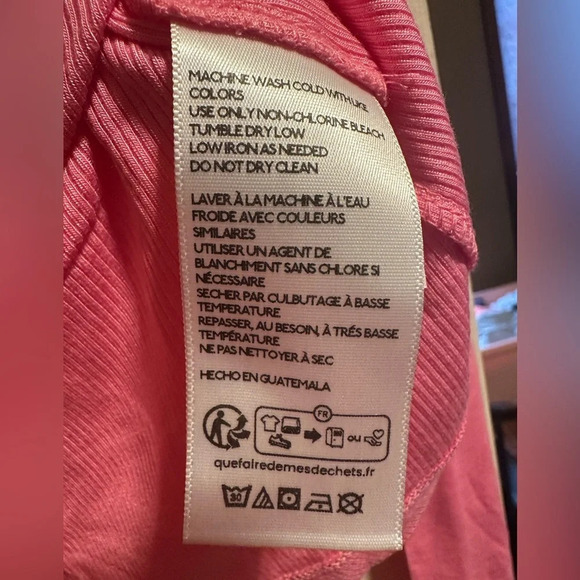 MACHINE WASH COLD WITH LIKE
COLORS
USE ONLY NON-CHLORINE BLEACH
TUMBLE DRY LOW
LOW IRON AS NEEDED
DO NOT DRY CLEAN
LAVER À LA MACHINE À L'EAU
FROIDE AVEC COULEURS
SIMILAIRES
UTILISER UN AGENT DE
BLANCHIMENT SANS CHLORE SI
NÉCESSAIRE
SECHER PAR CULBUTAGE À BASSE
TEMPERATURE
REPASSER, AU BESOIN, À TRÉS BASSE
TEMPÉRATURE
NE PAS NETTOYER À SEC
HECHO EN GUATEMALA
FR
ou
quefairedemesdechets.fr
30